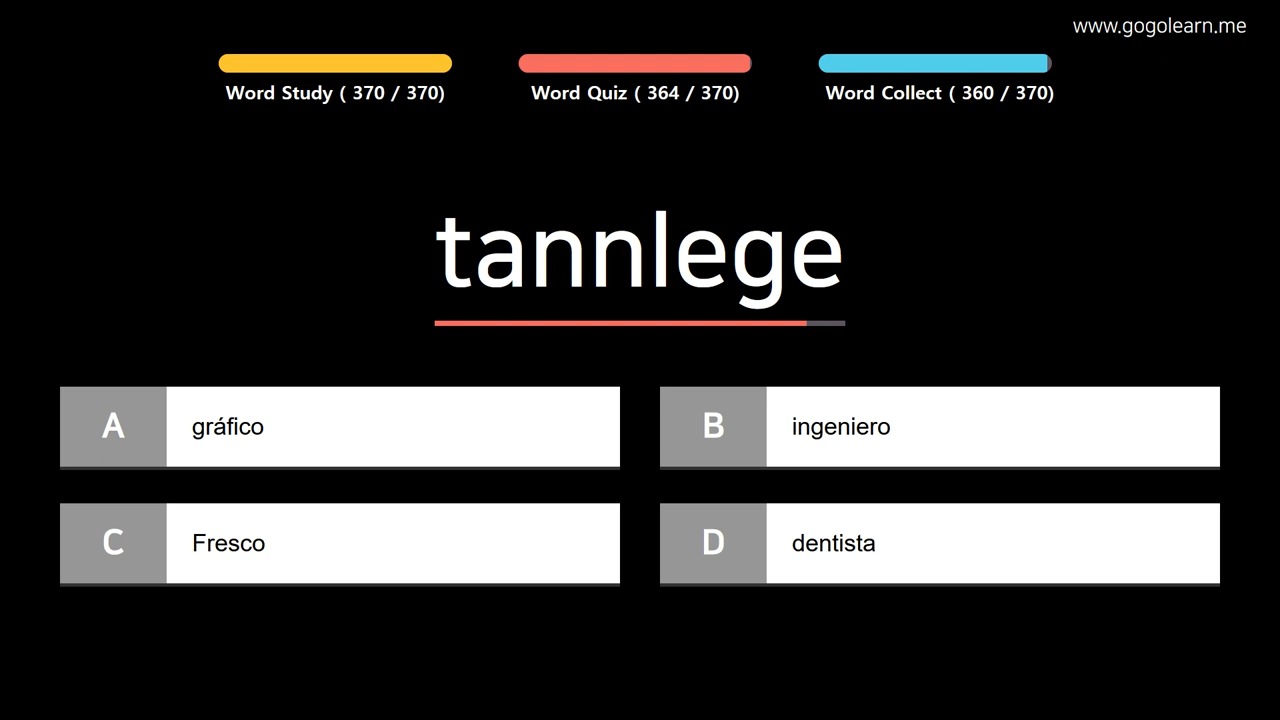 www.gogolearn.me
Word Study ( 370 / 370)
Word Quiz ( 364 / 370)
Word Collect ( 360 / 370)
tannlege
A gráfico
B ingeniero
C Fresco
D dentista